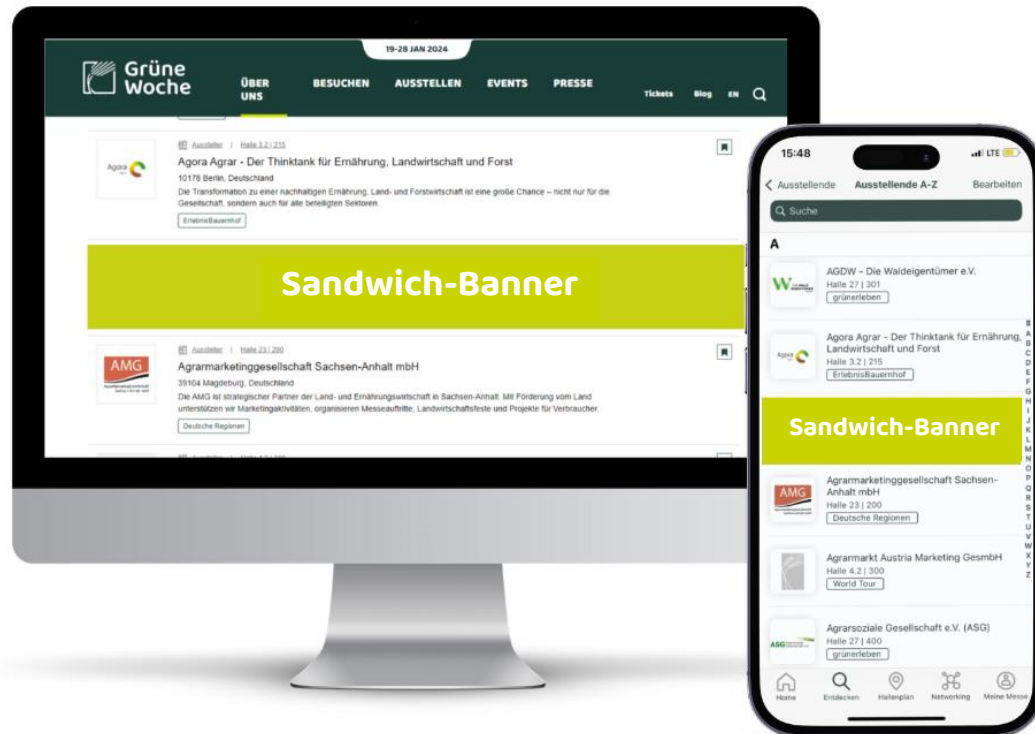 19-28 JAN 2024
Grüne
Woche
ÜBER
UNS
BESUCHEN
AUSSTELLEN
EVENTS
PRESSE
Tickets
Blog
EN
Aussteller | Halle 3.2 | 215
Agora Agrar - Der Thinktank für Ernährung, Landwirtschaft und Forst
10178 Berlin, Deutschland
Die Transformation zu einer nachhaltigen Ernährung, Land- und Forstwirtschaft ist eine große Chance – nicht nur für die
Gesellschaft, sondern auch für alle beteiligten Sektoren.
ErlebnisBauernhof
Agora
Sandwich-Banner
Aussteller | Halle 23 | 200
AMG
Agrarmarketinggesellschaft Sachsen-Anhalt mbH
39104 Magdeburg, Deutschland
Die AMG ist strategischer Partner der Land- und Ernährungswirtschaft in Sachsen-Anhalt. Mit Förderung vom Land
unterstützen wir Marketingaktivitäten, organisieren Messeauftritte, Landwirtschaftsfeste und Projekte für Verbraucher.
Deutsche Regionen
15:48
LTE
Ausstellende
Ausstellende A-Z
Bearbeiten
Suche
A
AGDW - Die Waldeigentümer e.V.
Halle 27 | 301
grünerleben
Agora
Agora Agrar - Der Thinktank für Ernährung,
Landwirtschaft und Forst
Halle 3.2 | 215
ErlebnisBauernhof
Sandwich-Banner
AMG
Agrarmarketinggesellschaft Sachsen-
Anhalt mbH
Halle 23 | 200
Deutsche Regionen
Agrarmarkt Austria Marketing GesmbH
Halle 4.2 | 300
World Tour
ASG
Agrarsoziale Gesellschaft e.V. (ASG)
Halle 27 | 400
grünerleben
#
A
B
C
D
E
F
G
H
I
J
K
L
M
N
O
P
Q
R
S
T
U
V
W
X
Y
Z
Home
Entdecken
Hallenplan
Networking
Meine Messe